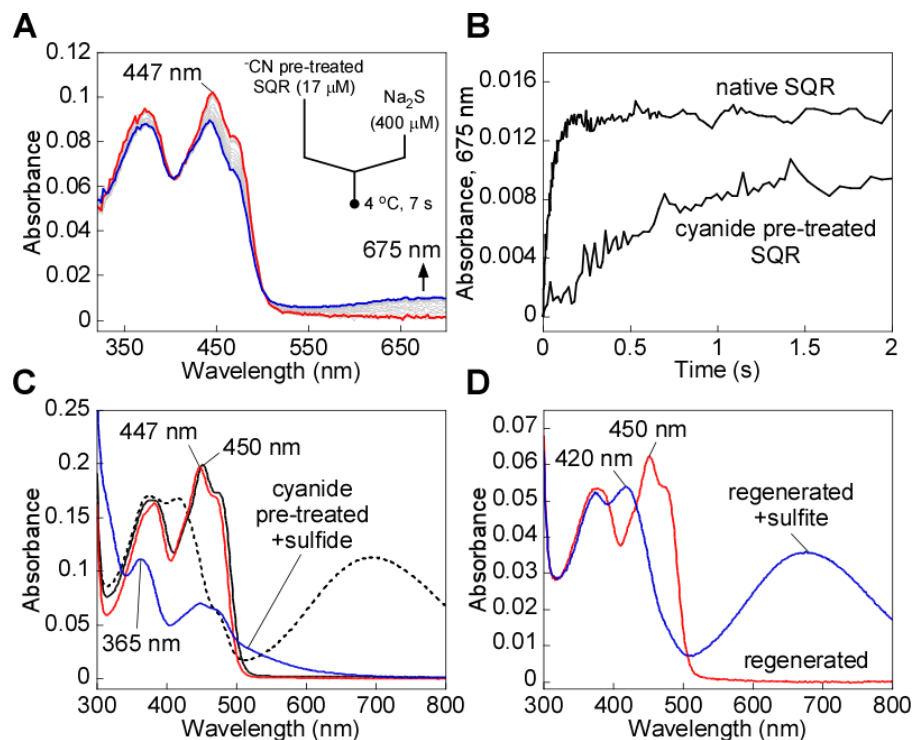 A
0.12
0.1
0.08
0.06
0.04
0.02
0
Absorbance
447 nm
⁻CN pre-treated
SQR (17 μM)
Na₂S
(400 μM)
4 °C, 7 s
675 nm
350
450
550
650
Wavelength (nm)
B
0.016
0.012
0.008
0.004
0
Absorbance, 675 nm
native SQR
cyanide pre-treated
SQR
0
0.5
1
1.5
2
Time (s)
C
0.25
0.2
0.15
0.1
0.05
0
Absorbance
447 nm
450 nm
cyanide
pre-treated
+sulfide
365 nm
300
400
500
600
700
800
Wavelength (nm)
D
0.07
0.06
0.05
0.04
0.03
0.02
0.01
0
Absorbance
450 nm
420 nm
regenerated
+sulfite
regenerated
300
400
500
600
700
800
Wavelength (nm)